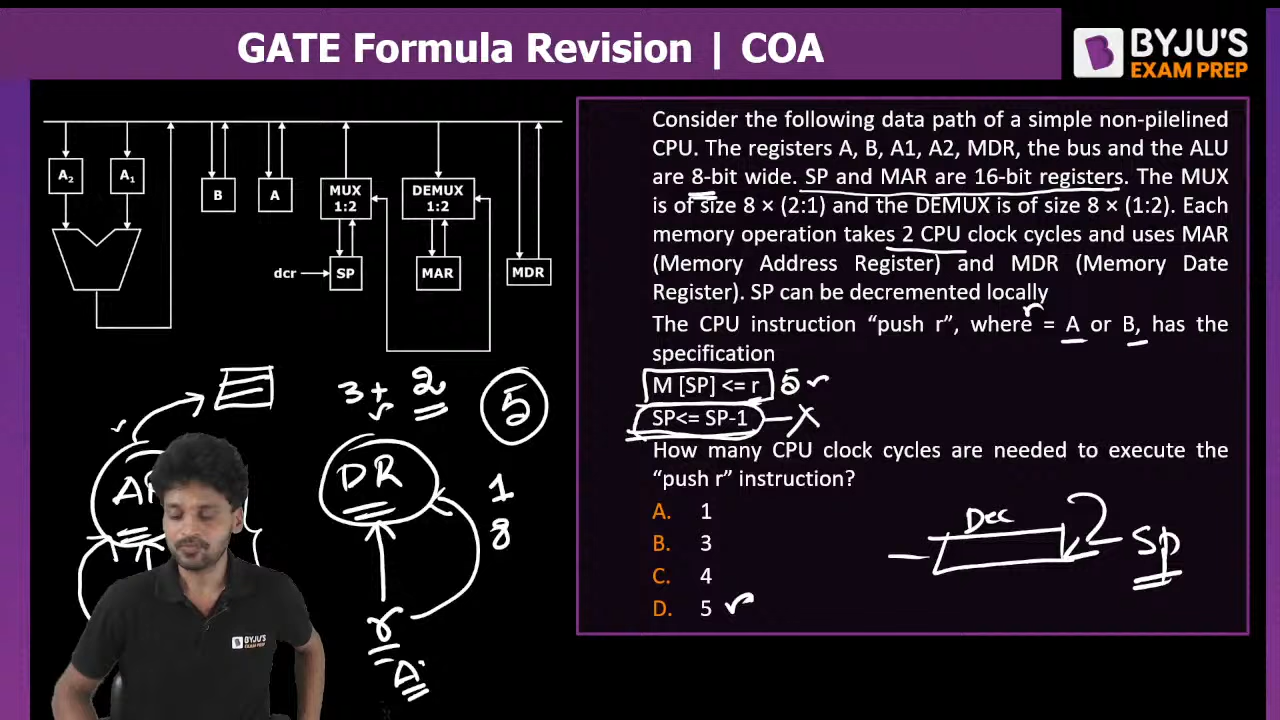 GATE Formula Revision | COA
BYJU'S
EXAM PREP
A2
A1
B
A
MUX
1:2
DEMUX
1:2
dcr
SP
MAR
MDR
Consider the following data path of a simple non-pilelined
CPU. The registers A, B, A1, A2, MDR, the bus and the ALU
are 8-bit wide. SP and MAR are 16-bit registers. The MUX
is of size 8 × (2:1) and the DEMUX is of size 8 × (1:2). Each
memory operation takes 2 CPU clock cycles and uses MAR
(Memory Address Register) and MDR (Memory Date
Register). SP can be decremented locally
The CPU instruction “push r”, where = A or B, has the
r
specification
M [SP] <= r 5
SP<= SP-1 X
How many CPU clock cycles are needed to execute the
“push r” instruction?
A. 1
B. 3
C. 4
D. 5
3 + 2 5
DR
1
8
r
A
Dec
SP
BYJU'S
EXAM PREP